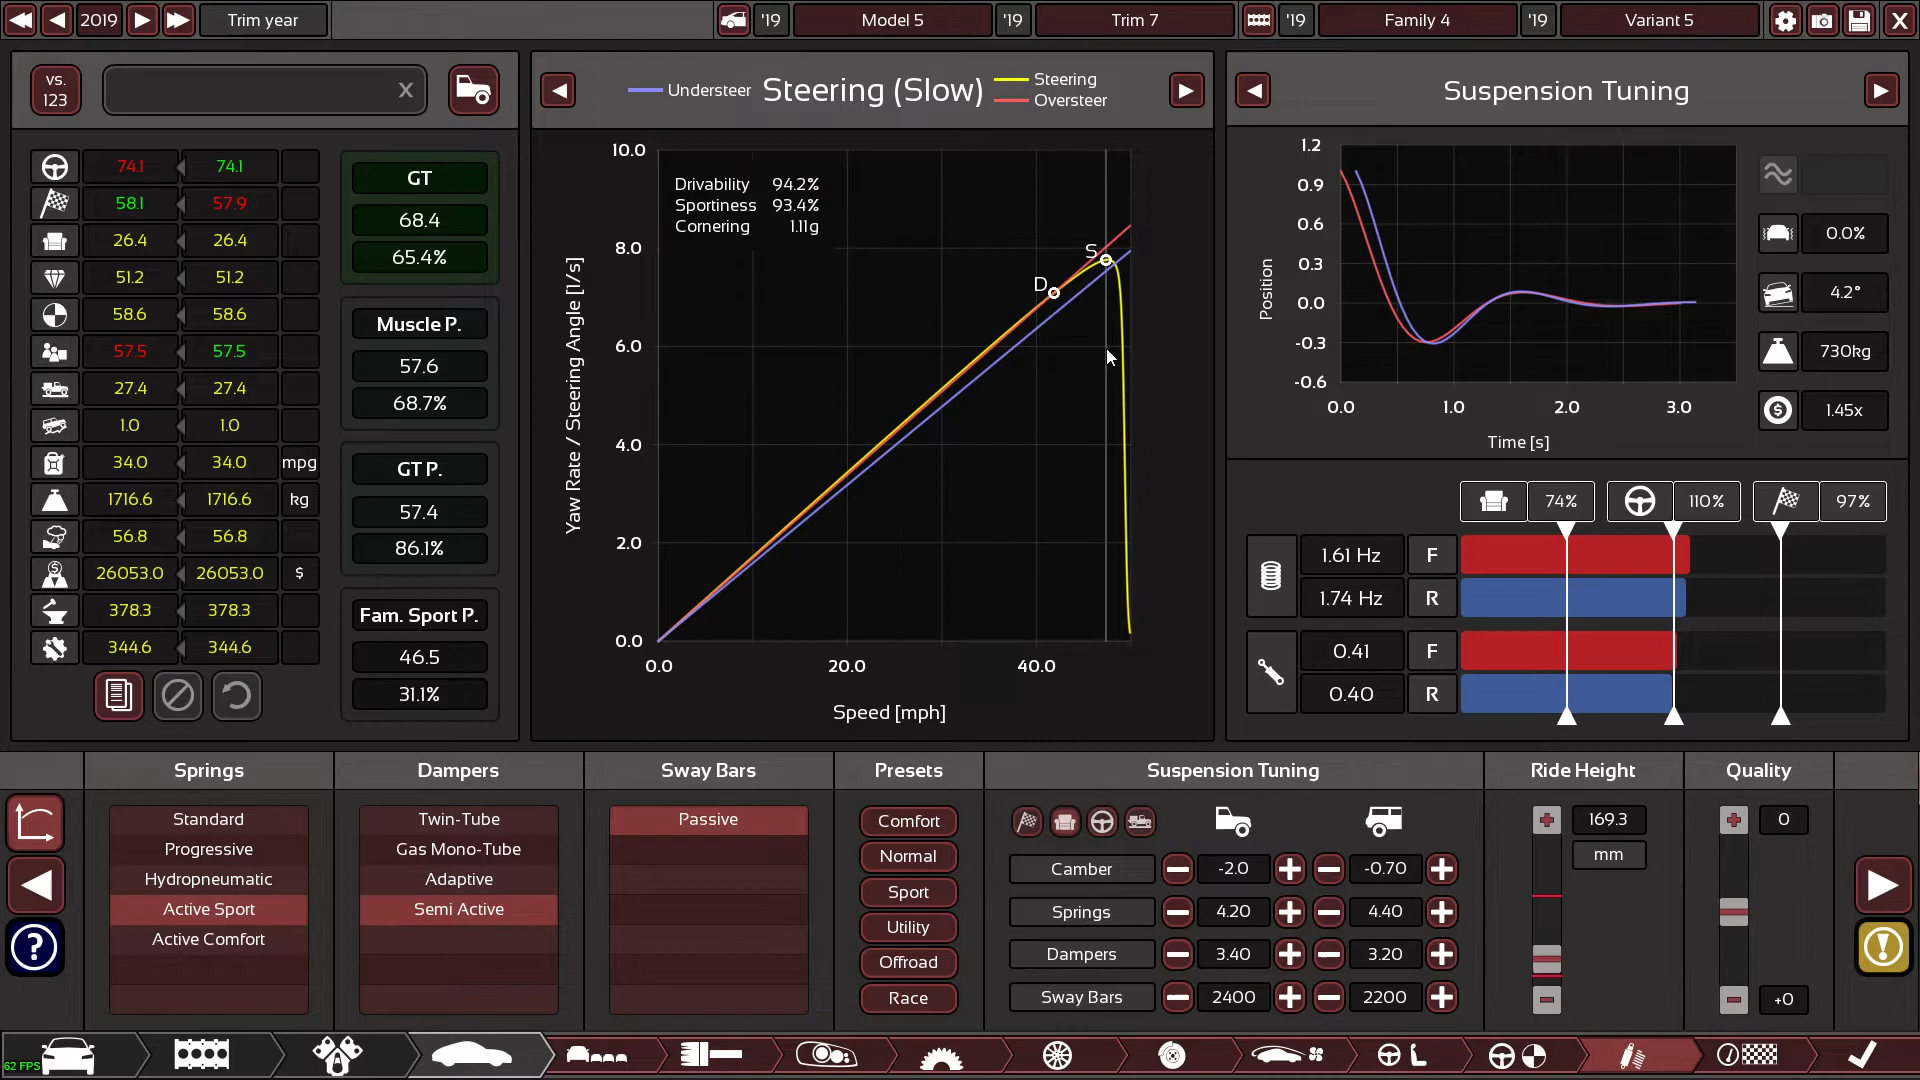 2019
Trim year
'19
Model 5
'19
Trim 7
'19
Family 4
'19
Variant 5
X
vs.
123
X
74.1 74.1
58.1 57.9
26.4 26.4
51.2 51.2
58.6 58.6
57.5 57.5
27.4 27.4
1.0 1.0
34.0 34.0 mpg
1716.6 1716.6 kg
56.8 56.8
26053.0 26053.0 $
378.3 378.3
344.6 344.6
GT
68.4
65.4%
Muscle P.
57.6
68.7%
GT P.
57.4
86.1%
Fam. Sport P.
46.5
31.1%
Understeer
Steering (Slow)
Steering
Oversteer
Drivability 94.2%
Sportiness 93.4%
Cornering 1.11g
10.0
8.0
6.0
4.0
2.0
0.0
Yaw Rate / Steering Angle [1/s]
S
D
0.0 20.0 40.0
Speed [mph]
Suspension Tuning
1.2
0.9
0.6
0.3
0.0
-0.3
-0.6
Position
0.0 1.0 2.0 3.0
Time [s]
0.0%
4.2°
730kg
1.45x
74% 110% 97%
1.61 Hz F
1.74 Hz R
0.41 F
0.40 R
Springs
Standard
Progressive
Hydropneumatic
Active Sport
Active Comfort
Dampers
Twin-Tube
Gas Mono-Tube
Adaptive
Semi Active
Sway Bars
Passive
Presets
Comfort
Normal
Sport
Utility
Offroad
Race
Suspension Tuning
Camber -2.0 -0.70
Springs 4.20 4.40
Dampers 3.40 3.20
Sway Bars 2400 2200
Ride Height
169.3
mm
Quality
0
+0
?
!
62 FPS